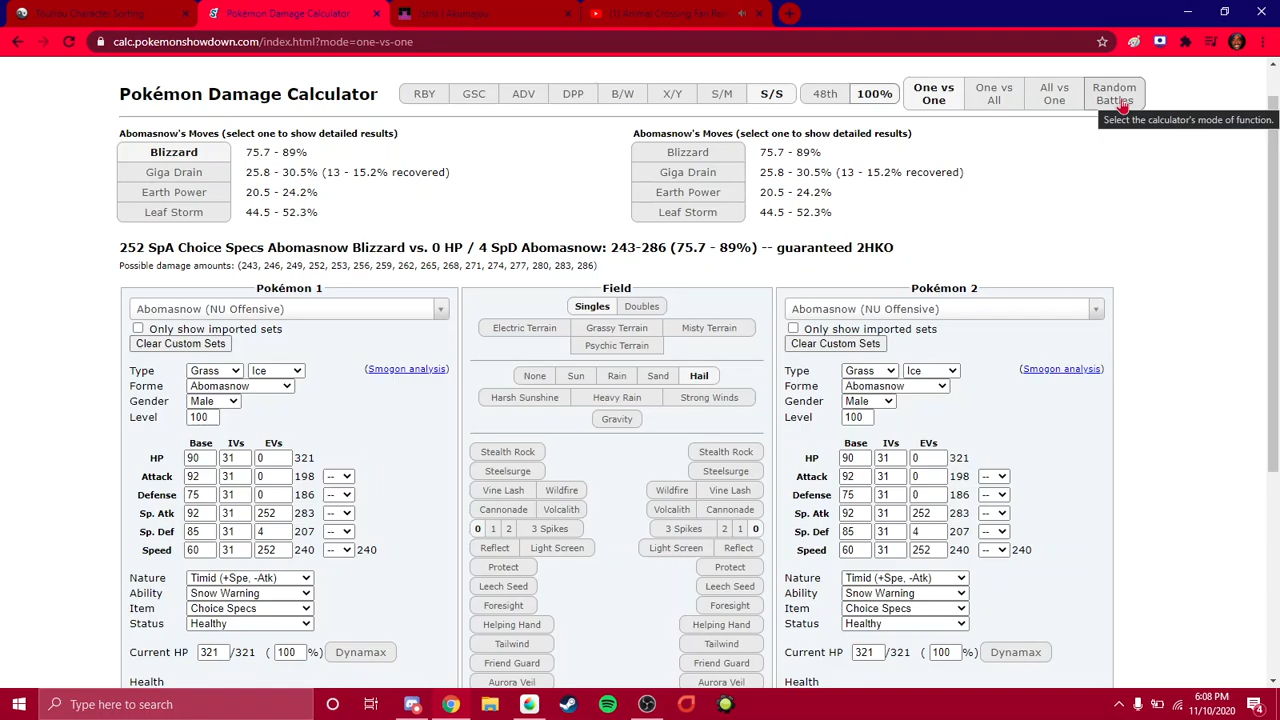 Touhou Character Sorting
Pokémon Damage Calculator
(1) Animal Crossing Fan Re
calc.pokemonshowdown.com/index.html?mode=one-vs-one
Pokémon Damage Calculator
RBY GSC ADV DPP B/W X/Y S/M S/S 48th 100%
One vs One
One vs All
All vs One
Random Battles
Select the calculator's mode of function.
Abomasnow's Moves (select one to show detailed results) Abomasnow's Moves (select one to show detailed results)
Blizzard 75.7 - 89% Blizzard 75.7 - 89%
Giga Drain 25.8 - 30.5% (13 - 15.2% recovered) Giga Drain 25.8 - 30.5% (13 - 15.2% recovered)
Earth Power 20.5 - 24.2% Earth Power 20.5 - 24.2%
Leaf Storm 44.5 - 52.3% Leaf Storm 44.5 - 52.3%
252 SpA Choice Specs Abomasnow Blizzard vs. 0 HP / 4 SpD Abomasnow: 243-286 (75.7 - 89%) -- guaranteed 2HKO
Possible damage amounts: (243, 246, 249, 252, 253, 256, 259, 262, 265, 268, 271, 274, 277, 280, 283, 286)
Pokémon 1
Abomasnow (NU Offensive)
Only show imported sets
Clear Custom Sets
Type Grass Ice (Smogon analysis)
Forme Abomasnow
Gender Male
Level 100
Base IVs EVs
HP 90 31 0 321
Attack 92 31 0 198 --
Defense 75 31 0 186 --
Sp. Atk 92 31 252 283 --
Sp. Def 85 31 4 207 --
Speed 60 31 252 240 -- 240
Nature Timid (+Spe, -Atk)
Ability Snow Warning
Item Choice Specs
Status Healthy
Current HP 321 /321 ( 100 %) Dynamax
Health
Field
Singles Doubles
Electric Terrain Grassy Terrain Misty Terrain
Psychic Terrain
None Sun Rain Sand Hail
Harsh Sunshine Heavy Rain Strong Winds
Gravity
Stealth Rock Stealth Rock
Steelsurge Steelsurge
Vine Lash Wildfire Wildfire Vine Lash
Cannonade Volcalith Volcalith Cannonade
0 1 2 3 Spikes 3 Spikes 2 1 0
Reflect Light Screen Light Screen Reflect
Protect Protect
Leech Seed Leech Seed
Foresight Foresight
Helping Hand Helping Hand
Tailwind Tailwind
Friend Guard Friend Guard
Aurora Veil Aurora Veil
Pokémon 2
Abomasnow (NU Offensive)
Only show imported sets
Clear Custom Sets
Type Grass Ice (Smogon analysis)
Forme Abomasnow
Gender Male
Level 100
Base IVs EVs
HP 90 31 0 321
Attack 92 31 0 198 --
Defense 75 31 0 186 --
Sp. Atk 92 31 252 283 --
Sp. Def 85 31 4 207 --
Speed 60 31 252 240 -- 240
Nature Timid (+Spe, -Atk)
Ability Snow Warning
Item Choice Specs
Status Healthy
Current HP 321 /321 ( 100 %) Dynamax
Health
Type here to search
6:08 PM
11/10/2020